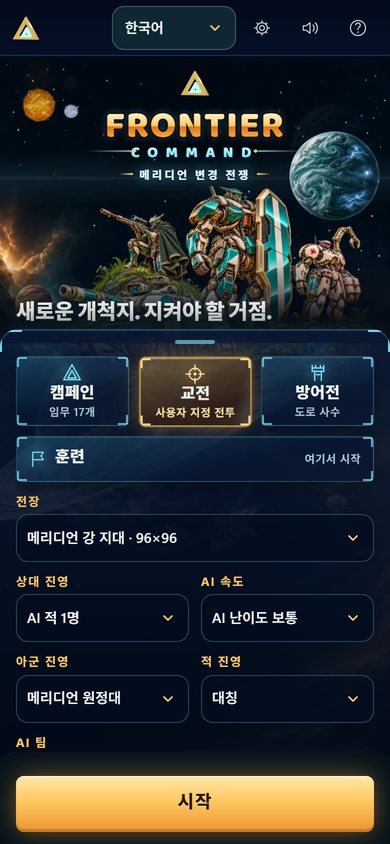 한국어
FRONTIER
COMMAND
메리디언 변경 전쟁
새로운 개척지. 지켜야 할 거점.
캠페인
임무 17개
교전
사용자 지정 전투
방어전
도로 사수
훈련
여기서 시작
전장
메리디언 강 지대 · 96×96
상대 진영
AI 속도
AI 적 1명
AI 난이도 보통
아군 진영
적 진영
메리디언 원정대
대칭
AI 팀
시작